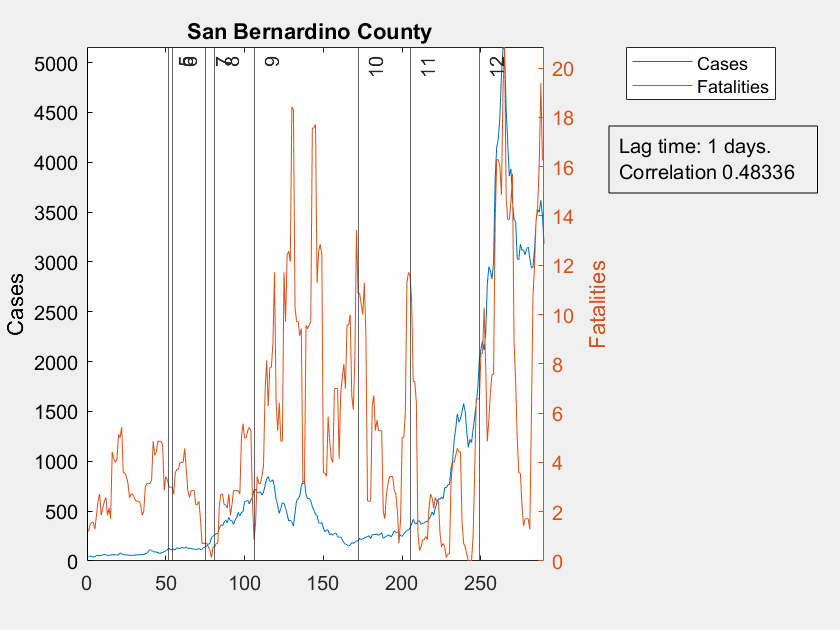 San Bernardino County
5000
4500
4000
3500
3000
2500
2000
1500
1000
500
0
Cases
0 50 100 150 200 250
5 6 7 8 9 10 11 12
20
18
16
14
12
10
8
6
4
2
0
Fatalities
Cases
Fatalities
Lag time: 1 days.
Correlation 0.48336